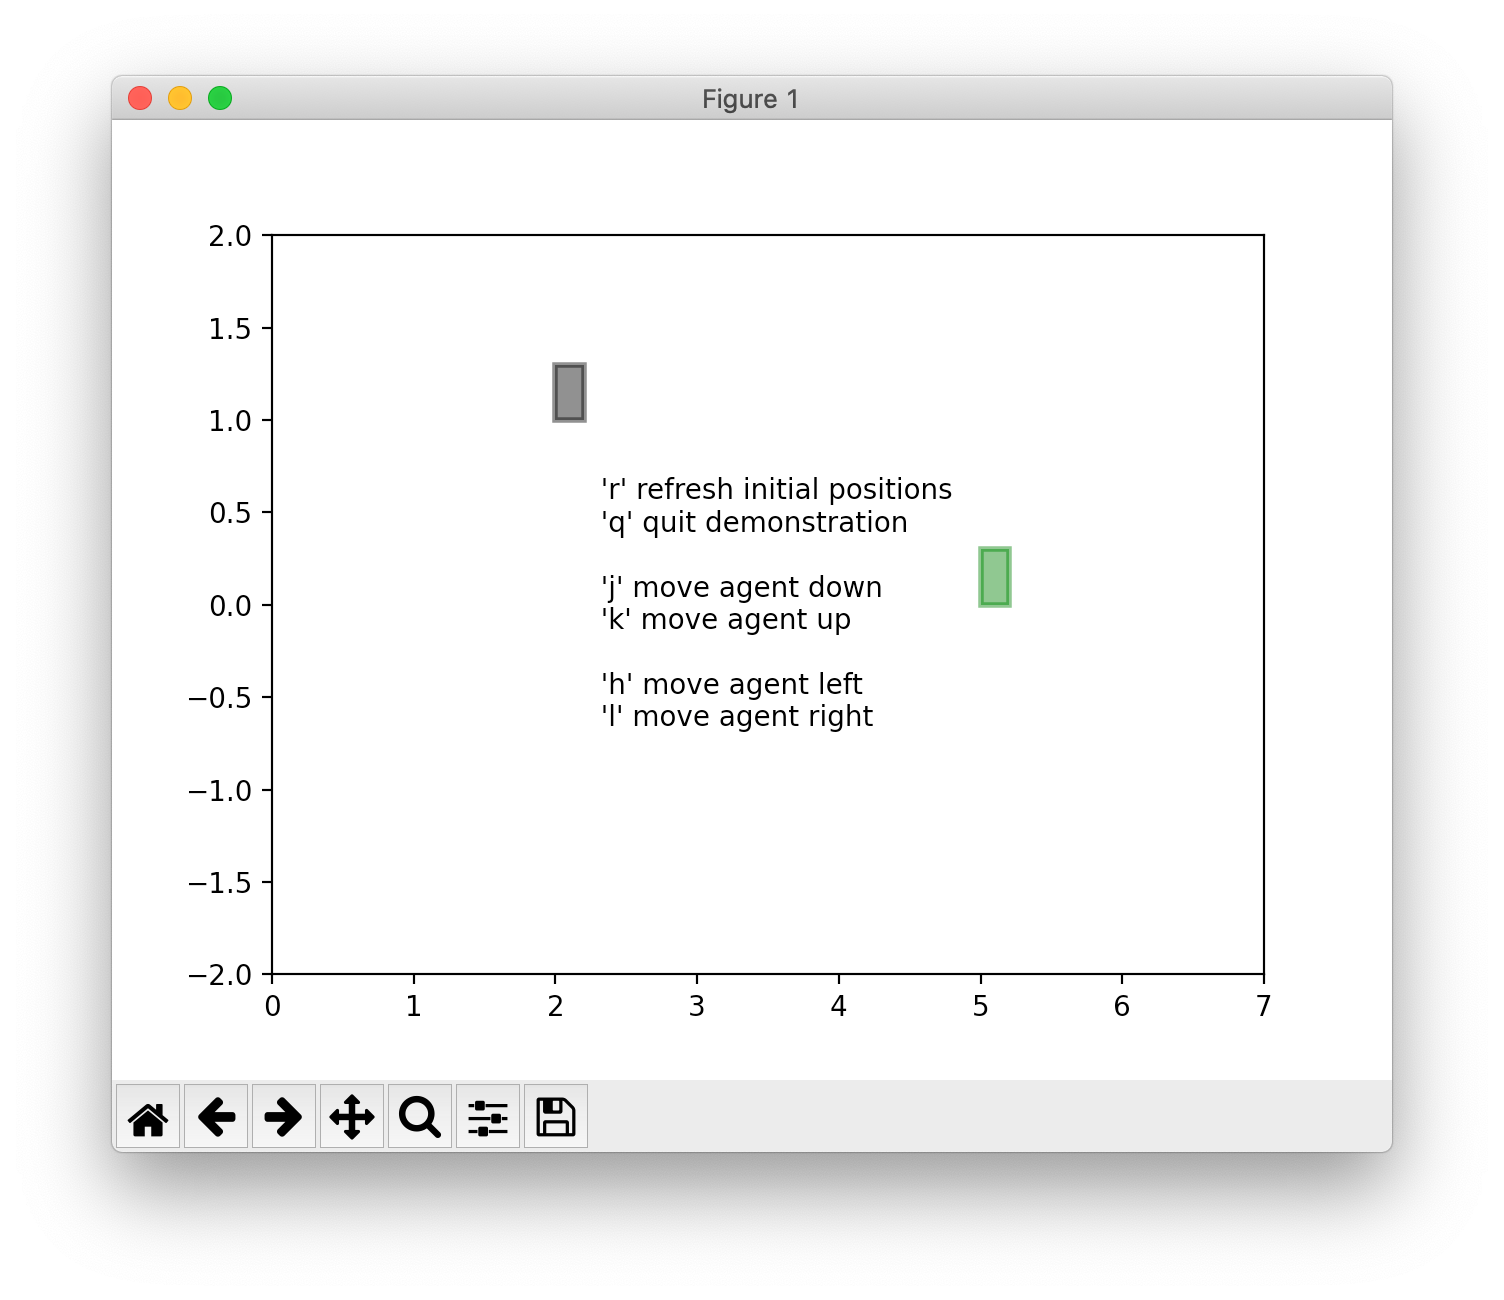 Figure 1
2.0
1.5
1.0
'r' refresh initial positions
0.5
'q' quit demonstration
'j' move agent down
0.0
'k' move agent up
'h' move agent left
−0.5
'l' move agent right
−1.0
−1.5
−2.0
0 1 2 3 4 5 6 7